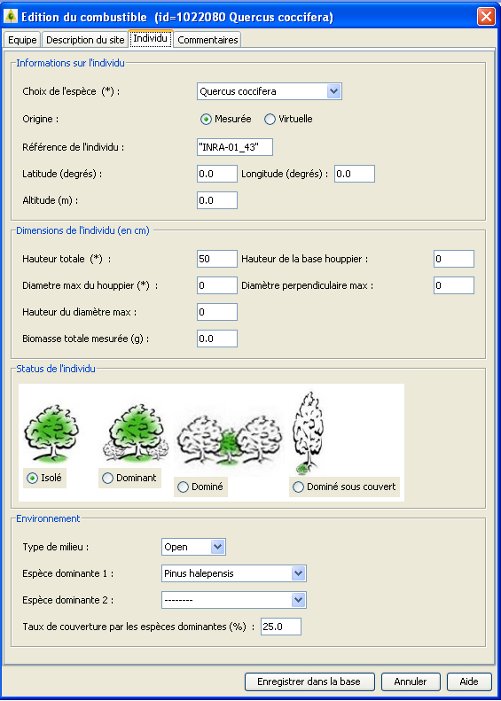 Edition du combustible (id=1022080 Quercus coccifera)
Equipe Description du site Individu Commentaires
Informations sur l'individu
Choix de l'espèce (*) : Quercus coccifera
Origine : Mesurée Virtuelle
Référence de l'individu : "INRA-01_43"
Latitude (degrés) : 0.0 Longitude (degrés) : 0.0
Altitude (m) : 0.0
Dimensions de l'individu (en cm)
Hauteur totale (*) : 50 Hauteur de la base houppier : 0
Diametre max du houppier (*) : 0 Diamètre perpendiculaire max : 0
Hauteur du diamètre max : 0
Biomasse totale mesurée (g) : 0.0
Status de l'individu
Isolé Dominant Dominé Dominé sous couvert
Environnement
Type de milieu : Open
Espèce dominante 1 : Pinus halepensis
Espèce dominante 2 : --------
Taux de couverture par les espèces dominantes (%) : 25.0
Enregistrer dans la base Annuler Aide